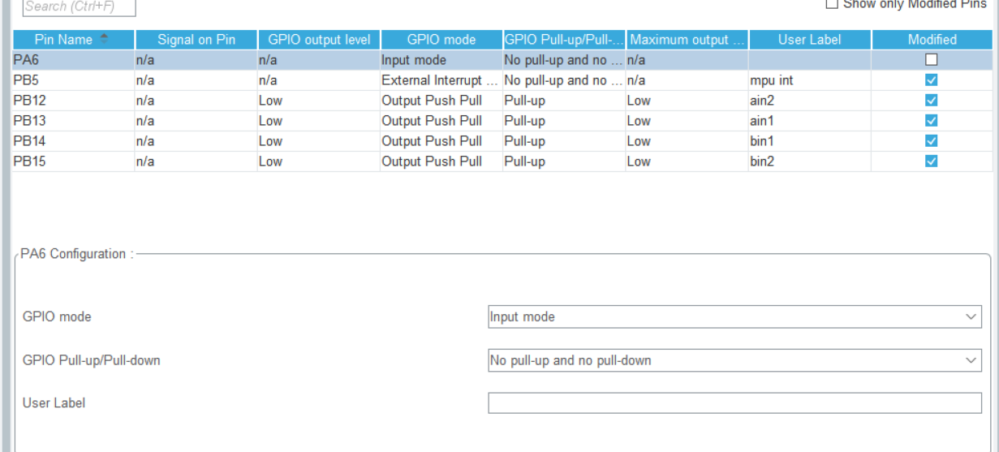 Search (Ctrl+F) Show only Modified Pins
Pin Name Signal on Pin GPIO output level GPIO mode GPIO Pull-up/Pull-... Maximum output ... User Label Modified
PA6 n/a n/a Input mode No pull-up and no ... n/a
PB5 n/a n/a External Interrupt ... No pull-up and no ... n/a mpu int
PB12 n/a Low Output Push Pull Pull-up Low ain2
PB13 n/a Low Output Push Pull Pull-up Low ain1
PB14 n/a Low Output Push Pull Pull-up Low bin1
PB15 n/a Low Output Push Pull Pull-up Low bin2
PA6 Configuration :
GPIO mode Input mode
GPIO Pull-up/Pull-down No pull-up and no pull-down
User Label